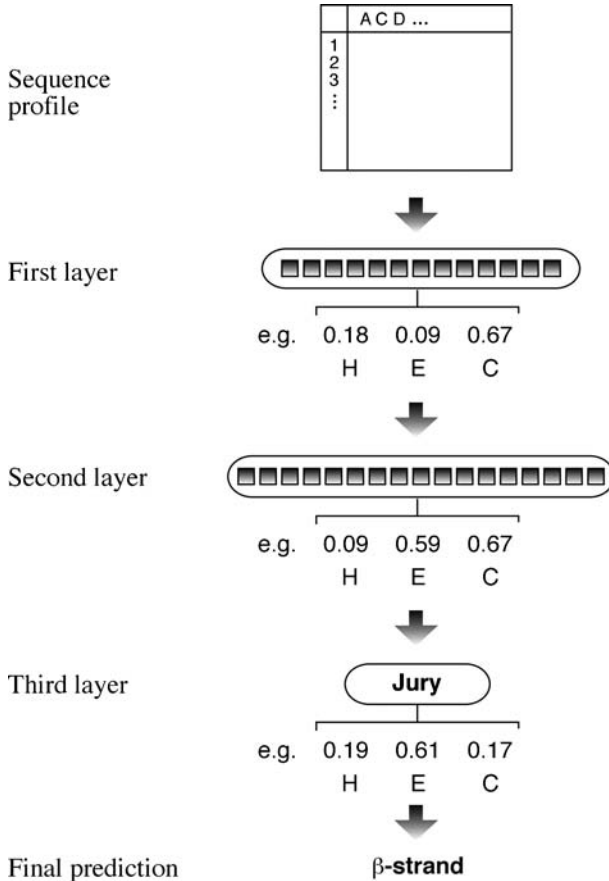 A C D ...
1
2
3
⋮
Sequence
profile
First layer
e.g. 0.18 0.09 0.67
H E C
Second layer
e.g. 0.09 0.59 0.67
H E C
Third layer
Jury
e.g. 0.19 0.61 0.17
H E C
Final prediction
β-strand